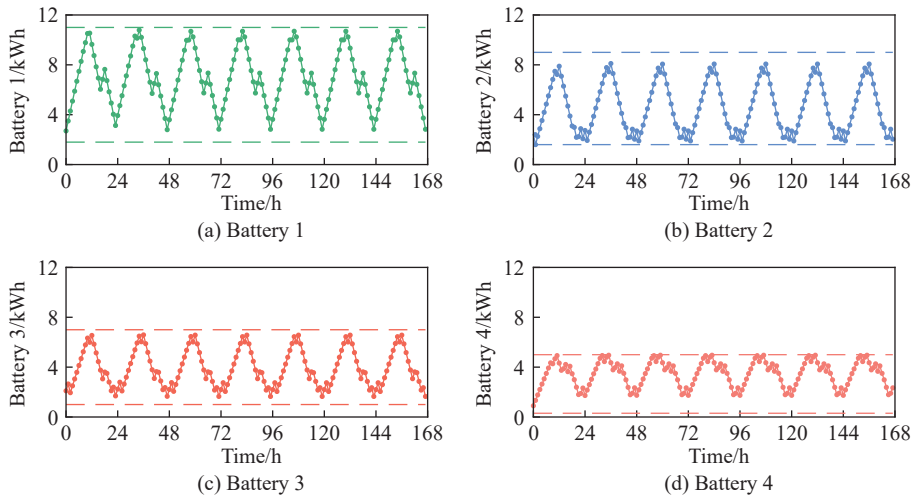 12
8
4
0
Battery 1/kWh
0 24 48 72 96 120 144 168
Time/h
(a) Battery 1
12
8
4
0
Battery 2/kWh
0 24 48 72 96 120 144 168
Time/h
(b) Battery 2
12
8
4
0
Battery 3/kWh
0 24 48 72 96 120 144 168
Time/h
(c) Battery 3
12
8
4
0
Battery 4/kWh
0 24 48 72 96 120 144 168
Time/h
(d) Battery 4